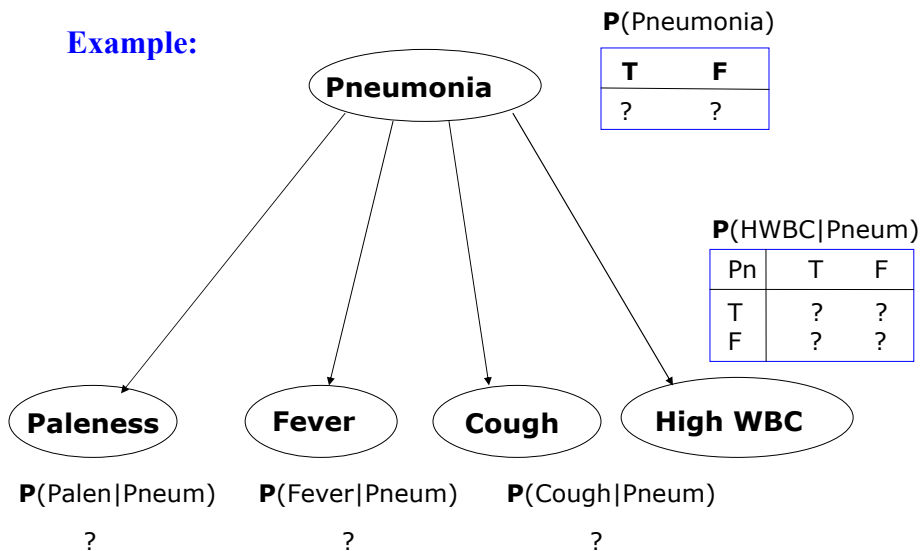 Example:
P(Pneumonia)
T F
? ?
Pneumonia
P(HWBC|Pneum)
Pn T F
T ? ?
F ? ?
Paleness Fever Cough High WBC
P(Palen|Pneum) P(Fever|Pneum) P(Cough|Pneum)
? ? ?